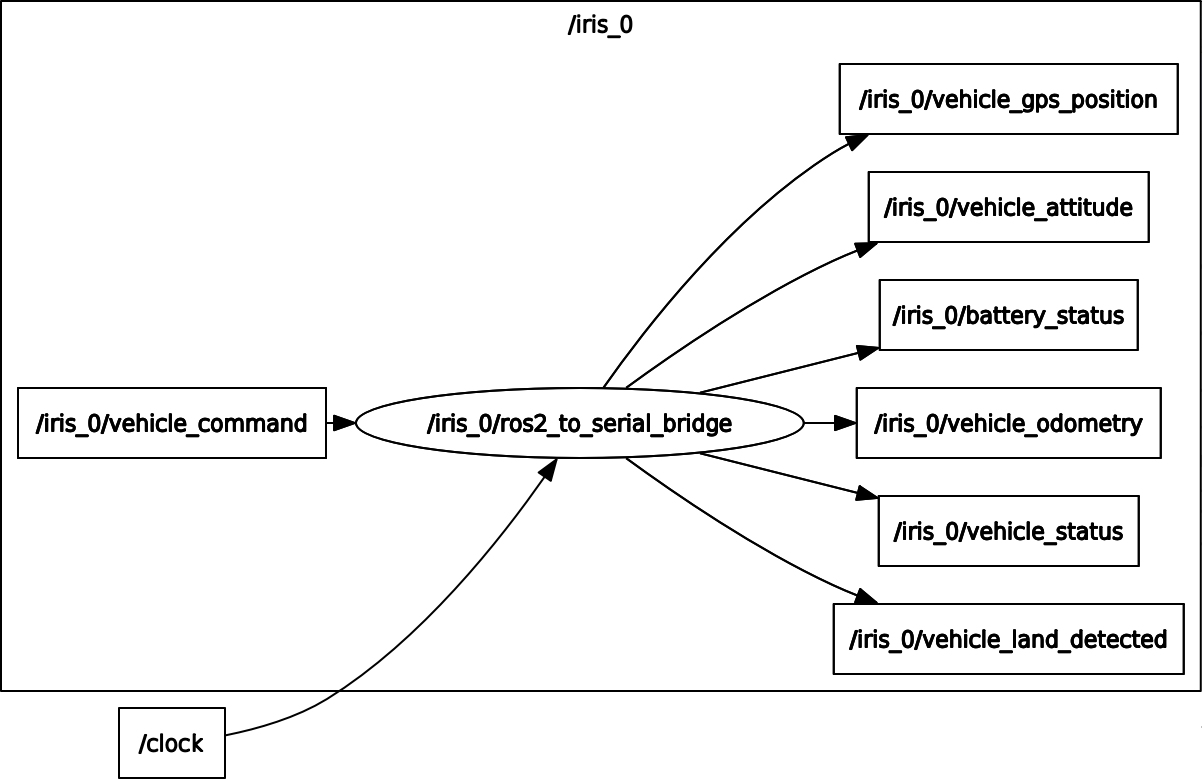 /iris_0
/iris_0/vehicle_gps_position
/iris_0/vehicle_attitude
/iris_0/battery_status
/iris_0/vehicle_command
/iris_0/ros2_to_serial_bridge
/iris_0/vehicle_odometry
/iris_0/vehicle_status
/iris_0/vehicle_land_detected
/clock